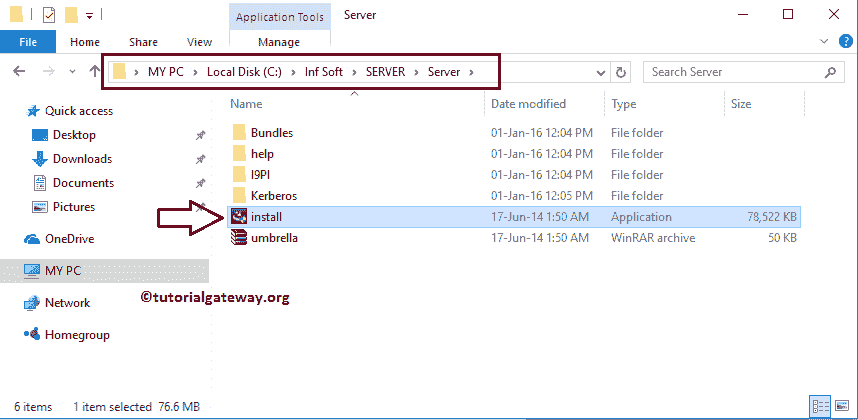 Application Tools Server
File Home Share View Manage
MY PC Local Disk (C:) Inf Soft SERVER Server Search Server
Name Date modified Type Size
Quick access
Desktop
Downloads
Documents
Pictures
OneDrive
MY PC
Network
Homegroup
Bundles 01-Jan-16 12:04 PM File folder
help 01-Jan-16 12:04 PM File folder
I9PI 01-Jan-16 12:04 PM File folder
Kerberos 01-Jan-16 12:05 PM File folder
install 17-Jun-14 1:50 AM Application 78,522 KB
umbrella 17-Jun-14 1:50 AM WinRAR archive 50 KB
©tutorialgateway.org
6 items 1 item selected 76.6 MB